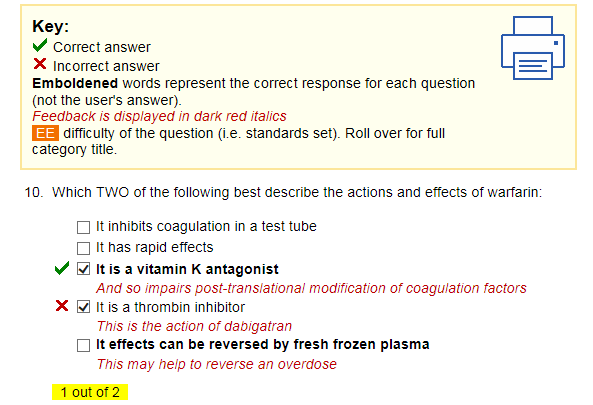 Key:
Correct answer
Incorrect answer
Emboldened words represent the correct response for each question
(not the user's answer).
Feedback is displayed in dark red italics
EE difficulty of the question (i.e. standards set). Roll over for full
category title.
10. Which TWO of the following best describe the actions and effects of warfarin:
It inhibits coagulation in a test tube
It has rapid effects
It is a vitamin K antagonist
And so impairs post-translational modification of coagulation factors
It is a thrombin inhibitor
This is the action of dabigatran
It effects can be reversed by fresh frozen plasma
This may help to reverse an overdose
1 out of 2